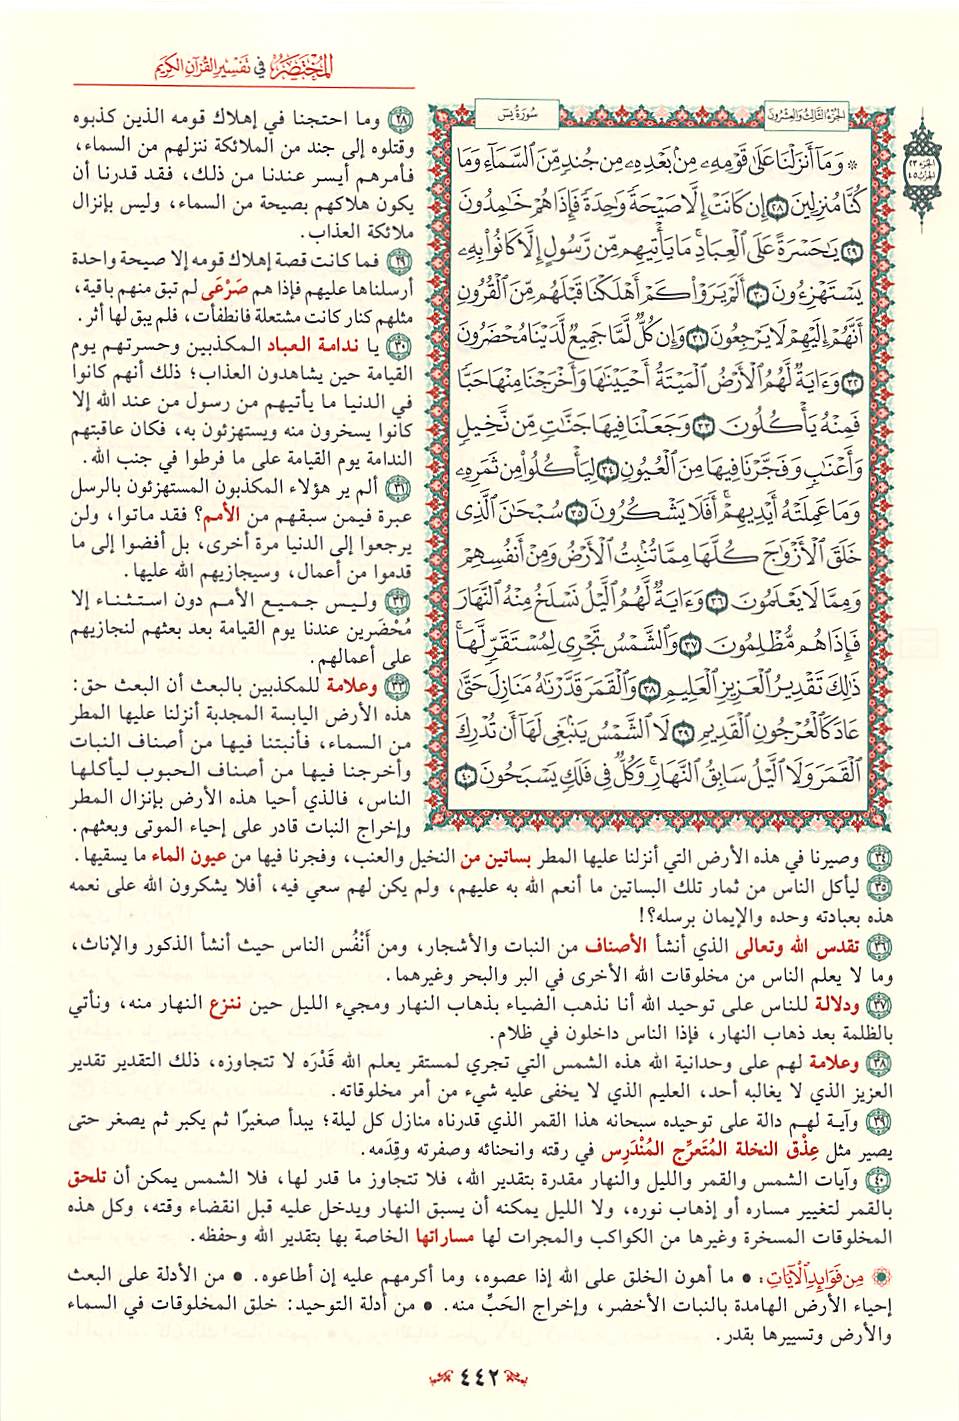 المختصر في تفسير القرآن الكريم
الجزء الثالث والعشرون
سورة يس
الجزء ٢٣
الحزب ٤٥
۞ وَمَآ أَنزَلۡنَا عَلَىٰ قَوۡمِهِۦ مِنۢ بَعۡدِهِۦ مِن جُندٖ مِّنَ ٱلسَّمَآءِ وَمَا
كُنَّا مُنزِلِينَ ٢٨ إِن كَانَتۡ إِلَّا صَيۡحَةٗ وَٰحِدَةٗ فَإِذَا هُمۡ خَٰمِدُونَ
٢٩ يَٰحَسۡرَةً عَلَى ٱلۡعِبَادِۚ مَا يَأۡتِيهِم مِّن رَّسُولٍ إِلَّا كَانُواْ بِهِۦ
يَسۡتَهۡزِءُونَ ٣٠ أَلَمۡ يَرَوۡاْ كَمۡ أَهۡلَكۡنَا قَبۡلَهُم مِّنَ ٱلۡقُرُونِ
أَنَّهُمۡ إِلَيۡهِمۡ لَا يَرۡجِعُونَ ٣١ وَإِن كُلّٞ لَّمَّا جَمِيعٞ لَّدَيۡنَا مُحۡضَرُونَ
٣٢ وَءَايَةٞ لَّهُمُ ٱلۡأَرۡضُ ٱلۡمَيۡتَةُ أَحۡيَيۡنَٰهَا وَأَخۡرَجۡنَا مِنۡهَا حَبّٗا
فَمِنۡهُ يَأۡكُلُونَ ٣٣ وَجَعَلۡنَا فِيهَا جَنَّٰتٖ مِّن نَّخِيلٖ
وَأَعۡنَٰبٖ وَفَجَّرۡنَا فِيهَا مِنَ ٱلۡعُيُونِ ٣٤ لِيَأۡكُلُواْ مِن ثَمَرِهِۦ
وَمَا عَمِلَتۡهُ أَيۡدِيهِمۡۚ أَفَلَا يَشۡكُرُونَ ٣٥ سُبۡحَٰنَ ٱلَّذِي
خَلَقَ ٱلۡأَزۡوَٰجَ كُلَّهَا مِمَّا تُنۢبِتُ ٱلۡأَرۡضُ وَمِنۡ أَنفُسِهِمۡ
وَمِمَّا لَا يَعۡلَمُونَ ٣٦ وَءَايَةٞ لَّهُمُ ٱلَّيۡلُ نَسۡلَخُ مِنۡهُ ٱلنَّهَارَ
فَإِذَا هُم مُّظۡلِمُونَ ٣٧ وَٱلشَّمۡسُ تَجۡرِي لِمُسۡتَقَرّٖ لَّهَاۚ
ذَٰلِكَ تَقۡدِيرُ ٱلۡعَزِيزِ ٱلۡعَلِيمِ ٣٨ وَٱلۡقَمَرَ قَدَّرۡنَٰهُ مَنَازِلَ حَتَّىٰ
عَادَ كَٱلۡعُرۡجُونِ ٱلۡقَدِيمِ ٣٩ لَا ٱلشَّمۡسُ يَنۢبَغِي لَهَآ أَن تُدۡرِكَ
ٱلۡقَمَرَ وَلَا ٱلَّيۡلُ سَابِقُ ٱلنَّهَارِۚ وَكُلّٞ فِي فَلَكٖ يَسۡبَحُونَ ٤٠
٢٨ وما احتجنا في إهلاك قومه الذين كذبوه
وقتلوه إلى جند من الملائكة ننزلهم من السماء،
فأمرهم أيسر عندنا من ذلك، فقد قدرنا أن
يكون هلاكهم بصيحة من السماء، وليس بإنزال
ملائكة العذاب.
٢٩ فما كانت قصة إهلاك قومه إلا صيحة واحدة
أرسلناها عليهم فإذا هم صَرْعَى لم تبق منهم باقية،
مثلهم كنار كانت مشتعلة فانطفأت، فلم يبق لها أثر.
٣٠ يا ندامة العباد المكذبين وحسرتهم يوم
القيامة حين يشاهدون العذاب؛ ذلك أنهم كانوا
في الدنيا ما يأتيهم من رسول من عند الله إلا
كانوا يسخرون منه ويستهزئون به، فكان عاقبتهم
الندامة يوم القيامة على ما فرطوا في جنب الله.
٣١ ألم ير هؤلاء المكذبون المستهزئون بالرسل
عبرة فيمن سبقهم من الأمم؟ فقد ماتوا، ولن
يرجعوا إلى الدنيا مرة أخرى، بل أفضوا إلى ما
قدموا من أعمال، وسيجازيهم الله عليها.
٣٢ وليس جميع الأمم دون استثناء إلا
مُحْضَرين عندنا يوم القيامة بعد بعثهم لنجازيهم
على أعمالهم.
٣٣ وعلامة للمكذبين بالبعث أن البعث حق:
هذه الأرض اليابسة المجدبة أنزلنا عليها المطر
من السماء، فأنبتنا فيها من أصناف النبات
وأخرجنا فيها من أصناف الحبوب ليأكلها
الناس، فالذي أحيا هذه الأرض بإنزال المطر
وإخراج النبات قادر على إحياء الموتى وبعثهم.
٣٤ وصيرنا في هذه الأرض التي أنزلنا عليها المطر بساتين من النخيل والعنب، وفجرنا فيها من عيون الماء ما يسقيها.
٣٥ ليأكل الناس من ثمار تلك البساتين ما أنعم الله به عليهم، ولم يكن لهم سعي فيه، أفلا يشكرون الله على نعمه
هذه بعبادته وحده والإيمان برسله؟!
٣٦ تقدس الله وتعالى الذي أنشأ الأصناف من النبات والأشجار، ومن أَنْفُس الناس حيث أنشأ الذكور والإناث،
وما لا يعلم الناس من مخلوقات الله الأخرى في البر والبحر وغيرهما.
٣٧ ودلالة للناس على توحيد الله أنا نذهب الضياء بذهاب النهار ومجيء الليل حين ننزع النهار منه، ونأتي
بالظلمة بعد ذهاب النهار، فإذا الناس داخلون في ظلام.
٣٨ وعلامة لهم على وحدانية الله هذه الشمس التي تجري لمستقر يعلم الله قَدْرَه لا تتجاوزه، ذلك التقدير تقدير
العزيز الذي لا يغالبه أحد، العليم الذي لا يخفى عليه شيء من أمر مخلوقاته.
٣٩ وآية لهم دالة على توحيده سبحانه هذا القمر الذي قدرناه منازل كل ليلة؛ يبدأ صغيرًا ثم يكبر ثم يصغر حتى
يصير مثل عِذْق النخلة المُتَعرِّج المُنْدَرِس في رقته وانحنائه وصفرته وقِدَمه.
٤٠ وآيات الشمس والقمر والليل والنهار مقدرة بتقدير الله، فلا تتجاوز ما قدر لها، فلا الشمس يمكن أن تلحق
بالقمر لتغيير مساره أو إذهاب نوره، ولا الليل يمكنه أن يسبق النهار ويدخل عليه قبل انقضاء وقته، وكل هذه
المخلوقات المسخرة وغيرها من الكواكب والمجرات لها مساراتها الخاصة بها بتقدير الله وحفظه.
من فوائد الآيات: • ما أهون الخلق على الله إذا عصوه، وما أكرمهم عليه إن أطاعوه. • من الأدلة على البعث
إحياء الأرض الهامدة بالنبات الأخضر، وإخراج الحَبِّ منه. • من أدلة التوحيد: خلق المخلوقات في السماء
والأرض وتسييرها بقدر.
٤٤٢